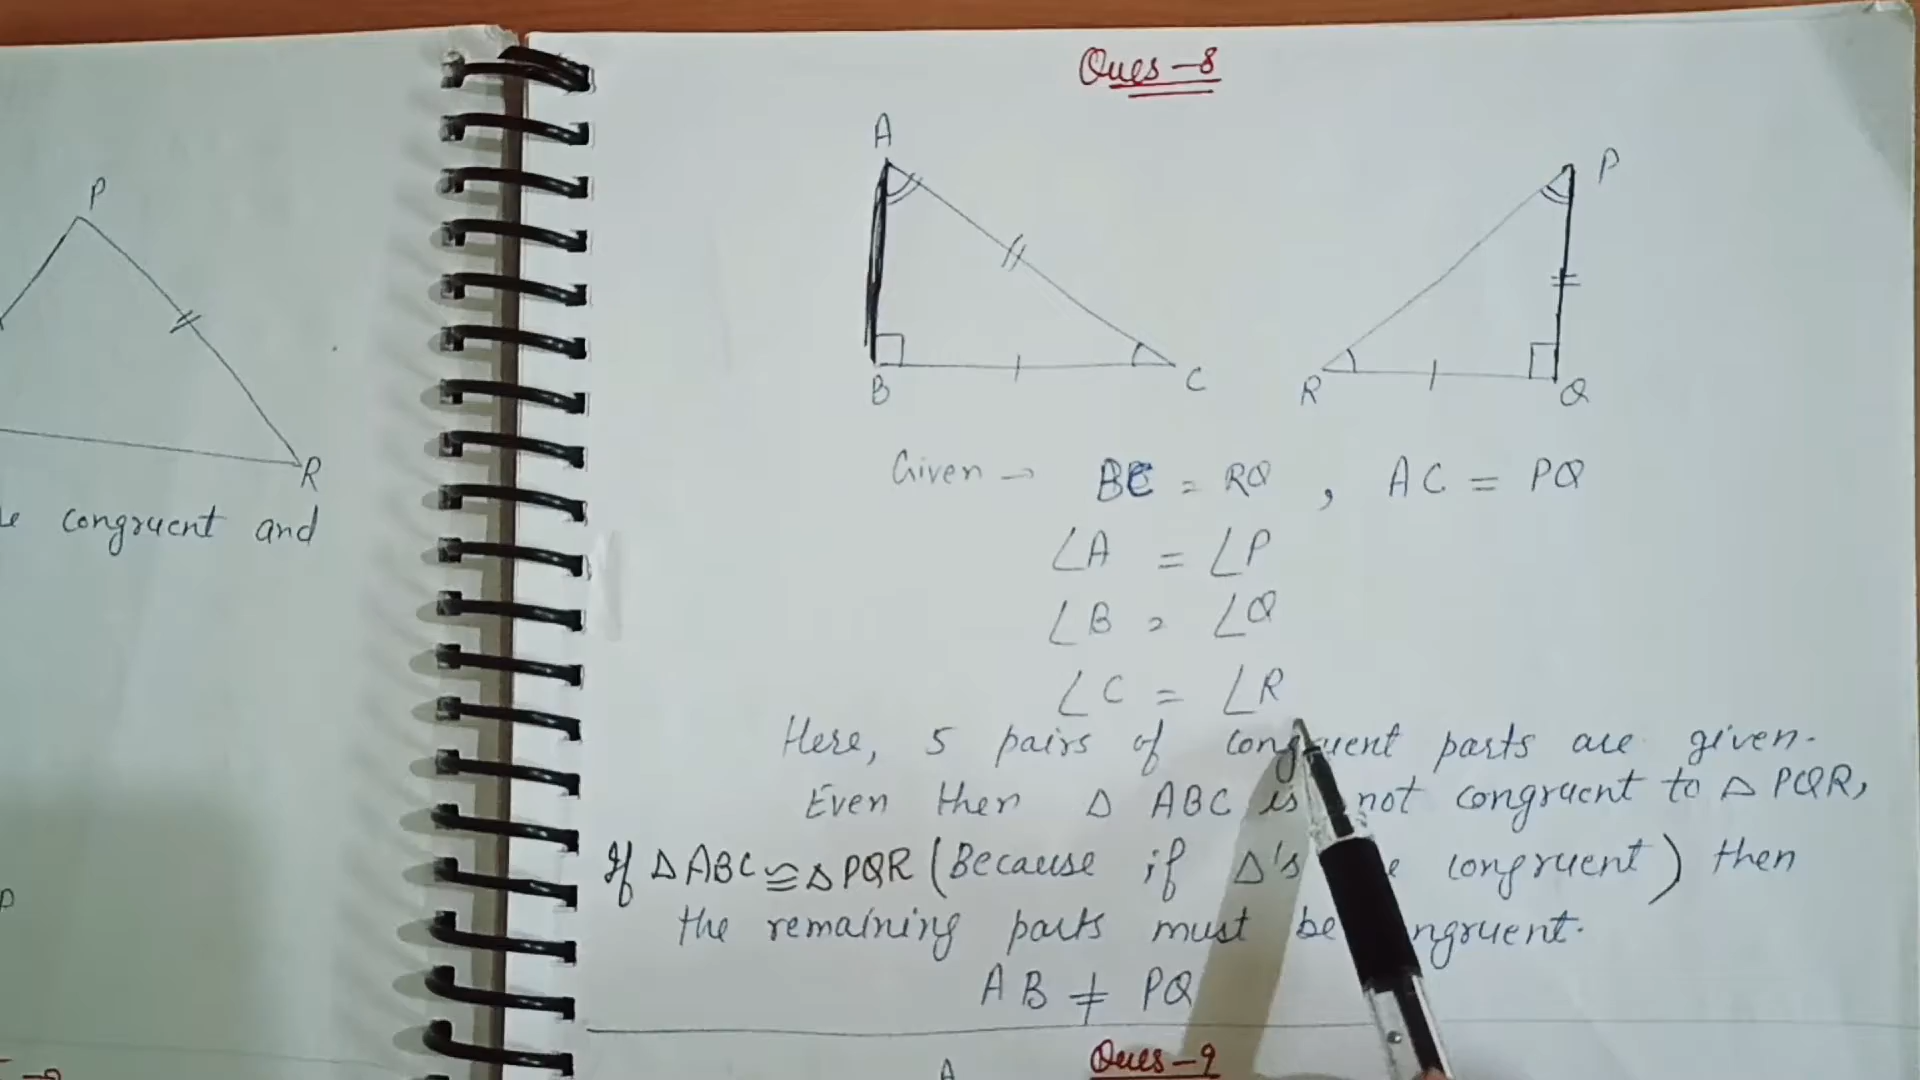 P
R
le congruent and
Ques-8
A
P
B
C
R
Q
Given → BC = RQ , AC = PQ
∠A = ∠P
∠B = ∠Q
∠C = ∠R
Here, 5 pairs of congruent parts are given.
Even then △ ABC is not congruent to △ PQR,
If △ABC ≅ △PQR (Because if △'s congruent) then
the remaining parts must be congruent.
AB ≠ PQ
Ques-9
A